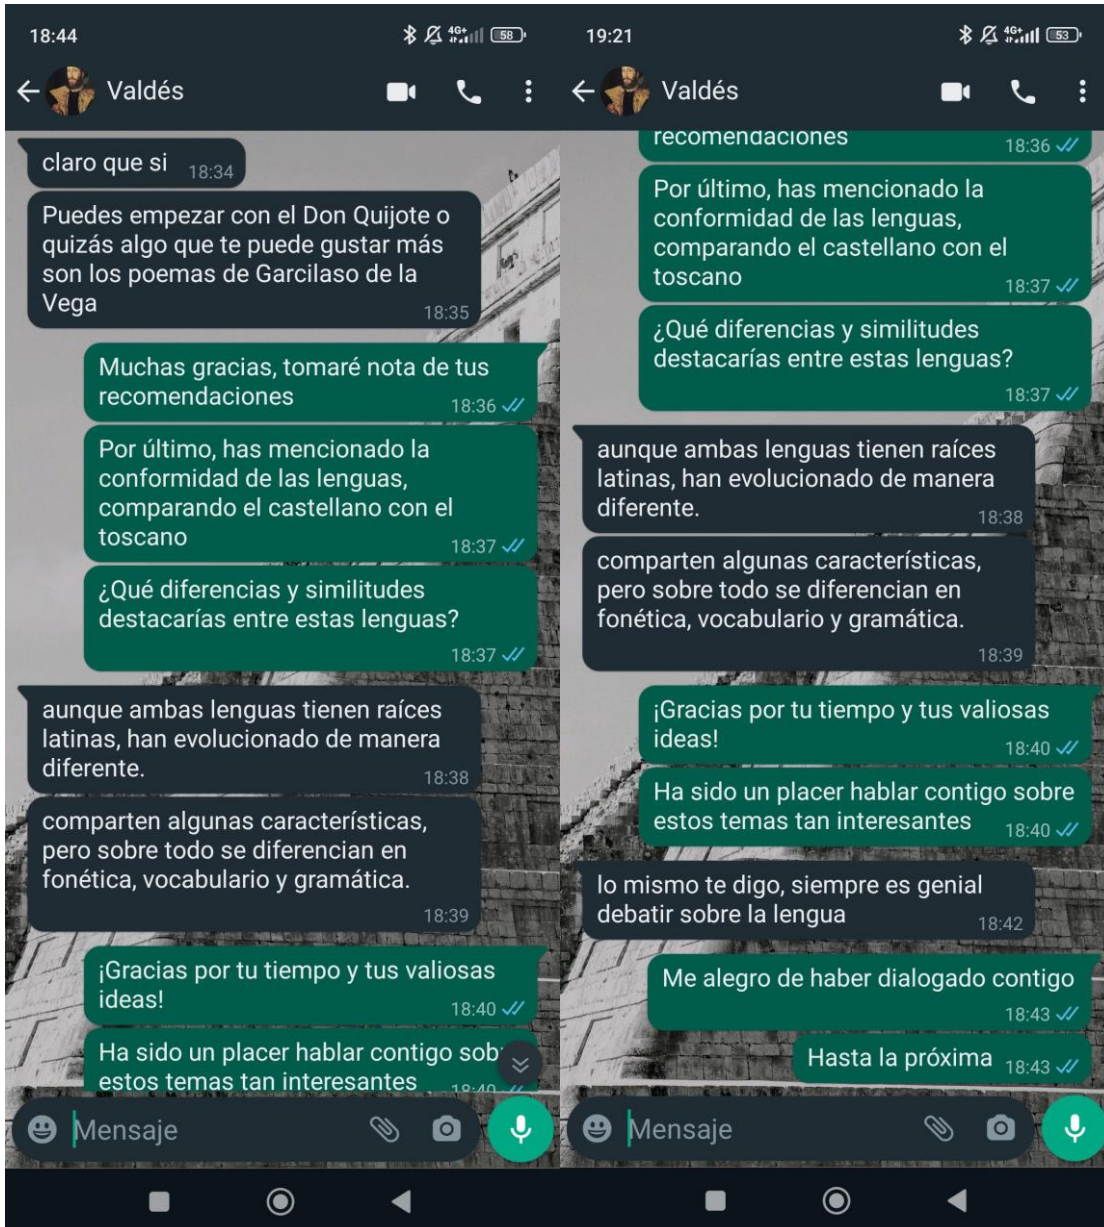 18:44
4G+
58
Valdés
claro que si
18:34
Puedes empezar con el Don Quijote o
quizás algo que te puede gustar más
son los poemas de Garcilaso de la
Vega
18:35
Muchas gracias, tomaré nota de tus
recomendaciones
18:36
Por último, has mencionado la
conformidad de las lenguas,
comparando el castellano con el
toscano
18:37
¿Qué diferencias y similitudes
destacarías entre estas lenguas?
18:37
aunque ambas lenguas tienen raíces
latinas, han evolucionado de manera
diferente.
18:38
comparten algunas características,
pero sobre todo se diferencian en
fonética, vocabulario y gramática.
18:39
¡Gracias por tu tiempo y tus valiosas
ideas!
18:40
Ha sido un placer hablar contigo
estos temas tan interesantes
18:40
Mensaje
19:21
4G+
53
Valdés
recomendaciones
18:36
Por último, has mencionado la
conformidad de las lenguas,
comparando el castellano con el
toscano
18:37
¿Qué diferencias y similitudes
destacarías entre estas lenguas?
18:37
aunque ambas lenguas tienen raíces
latinas, han evolucionado de manera
diferente.
18:38
comparten algunas características,
pero sobre todo se diferencian en
fonética, vocabulario y gramática.
18:39
¡Gracias por tu tiempo y tus valiosas
ideas!
18:40
Ha sido un placer hablar contigo sobre
estos temas tan interesantes
18:40
lo mismo te digo, siempre es genial
debatir sobre la lengua
18:42
Me alegro de haber dialogado contigo
18:43
Hasta la próxima
18:43
Mensaje